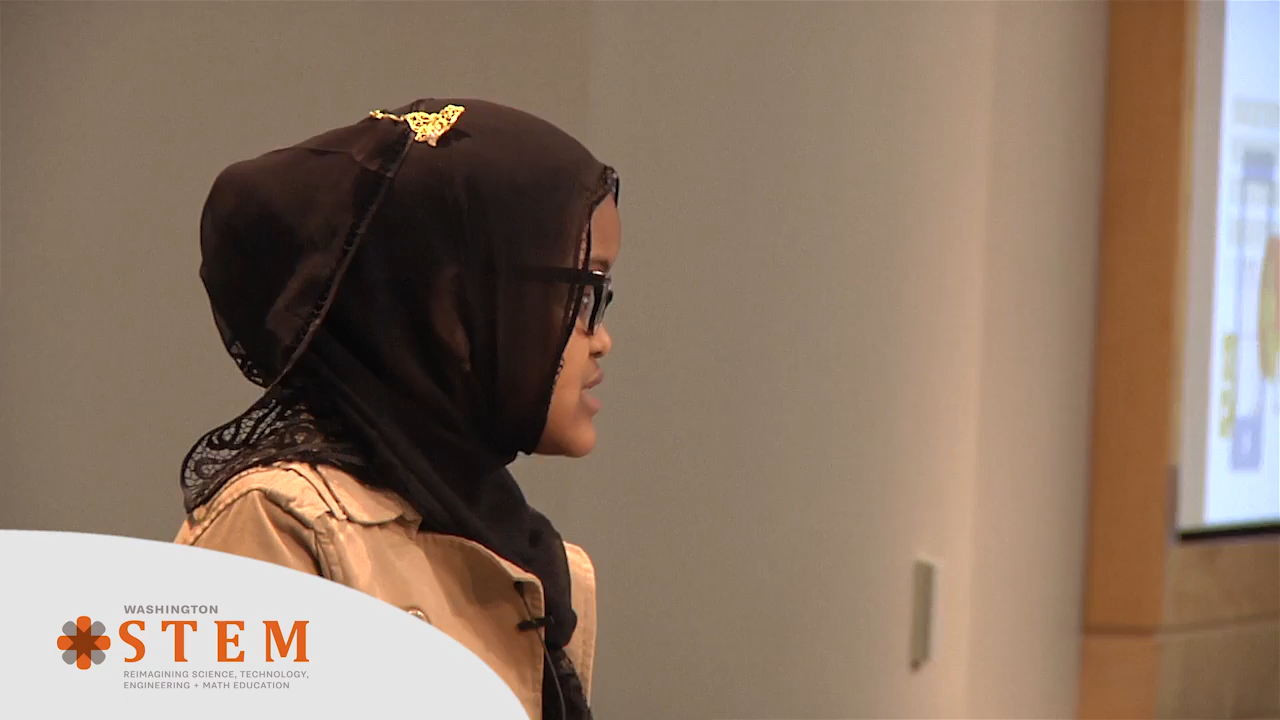 WASHINGTON
STEM
REIMAGINING SCIENCE, TECHNOLOGY,
ENGINEERING + MATH EDUCATION